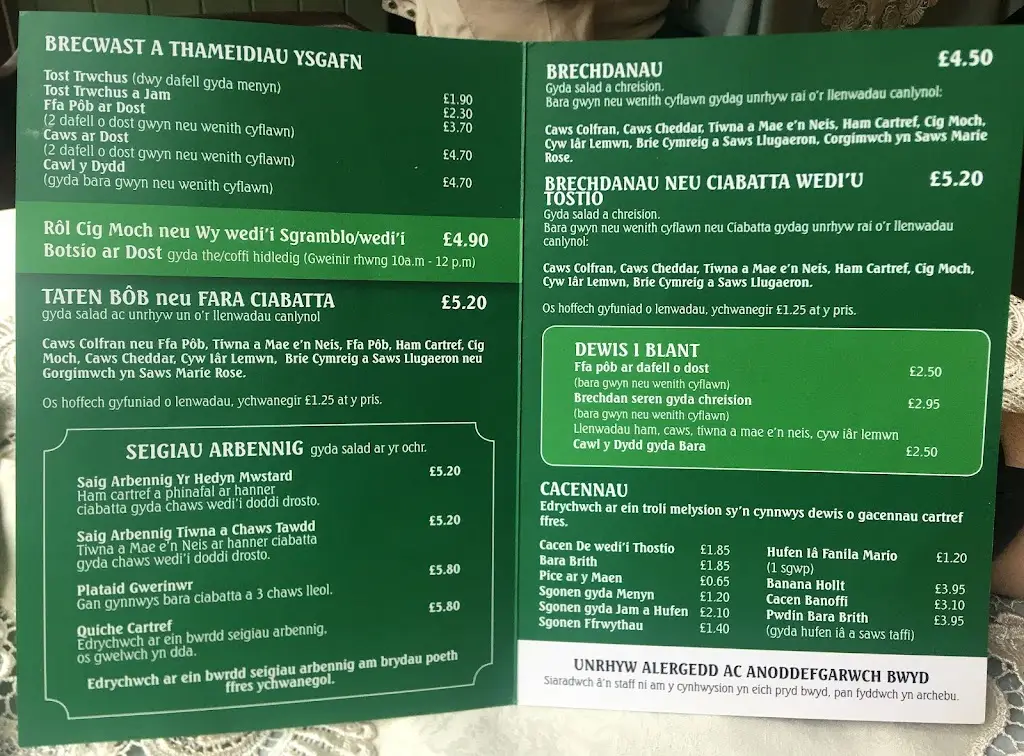 BRECWAST A THAMEIDIAU YSGAFN
Tost Trwchus (dwy dafell gyda menyn) £1.90
Tost Trwchus a Jam £2.30
Ffa Pôb ar Dost £3.70
(2 dafell o dost gwyn neu wenith cyflawn)
Caws ar Dost £4.70
(2 dafell o dost gwyn neu wenith cyflawn)
Cawl y Dydd £4.70
(gyda bara gwyn neu wenith cyflawn)
Rôl Cig Moch neu Wy wedi'i Sgramblo/wedi'i £4.90
Botsio ar Dost gyda the/coffi hidledig (Gweinir rhwng 10a.m - 12 p.m)
TATEN BÔB neu FARA CIABATTA £5.20
gyda salad ac unrhyw un o'r llenwadau canlynol
Caws Colfran neu Ffa Pôb, Tiwna a Mae e'n Neis, Ffa Pôb, Ham Cartref, Cig
Moch, Caws Cheddar, Cyw Iâr Lemwn, Brie Cymreig a Saws Llugaeron neu
Gorgimwch yn Saws Marie Rose.
Os hoffech gyfuniad o lenwadau, ychwanegir £1.25 at y pris.
SEIGIAU ARBENNIG gyda salad ar yr ochr.
Saig Arbennig Yr Hedyn Mwstard £5.20
Ham cartref a phinafal ar hanner
ciabatta gyda chaws wedi'i doddi drosto.
Saig Arbennig Tiwna a Chaws Tawdd £5.20
Tiwna a Mae e'n Neis ar hanner ciabatta
gyda chaws wedi'i doddi drosto.
Plataid Gwerinwr £5.80
Gan gynnwys bara ciabatta a 3 chaws lleol.
Quiche Cartref £5.80
Edrychwch ar ein bwrdd seigiau arbennig,
os gwelwch yn dda.
Edrychwch ar ein bwrdd seigiau arbennig am brydau poeth
ffres ychwanegol.
BRECHDANAU £4.50
Gyda salad a chreision.
Bara gwyn neu wenith cyflawn gydag unrhyw rai o'r llenwadau canlynol:
Caws Colfran, Caws Cheddar, Tiwna a Mae e'n Neis, Ham Cartref, Cig Moch,
Cyw Iâr Lemwn, Brie Cymreig a Saws Llugaeron, Corgimwch yn Saws Marie
Rose.
BRECHDANAU NEU CIABATTA WEDI'U £5.20
TOSTIO
Gyda salad a chreision.
Bara gwyn neu wenith cyflawn neu Ciabatta gydag unrhyw rai o'r llenwadau
canlynol:
Caws Colfran, Caws Cheddar, Tiwna a Mae e'n Neis, Ham Cartref, Cig Moch,
Cyw Iâr Lemwn, Brie Cymreig a Saws Llugaeron.
Os hoffech gyfuniad o lenwadau, ychwanegir £1.25 at y pris.
DEWIS I BLANT
Ffa pôb ar dafell o dost £2.50
(bara gwyn neu wenith cyflawn)
Brechdan seren gyda chreision £2.95
(bara gwyn neu wenith cyflawn)
Llenwadau ham, caws, tiwna a mae e'n neis, cyw iâr lemwn
Cawl y Dydd gyda Bara £2.50
CACENNAU
Edrychwch ar ein troli melysion sy'n cynnwys dewis o gacennau cartref
ffres.
Cacen De wedi'i Thostio £1.85
Bara Brith £1.85
Pice ar y Maen £0.65
Sgonen gyda Menyn £1.20
Sgonen gyda Jam a Hufen £2.10
Sgonen Ffrwythau £1.40
Hufen Iâ Fanila Mario £1.20
(1 sgwp)
Banana Hollt £3.95
Cacen Banoffi £3.10
Pwdin Bara Brith £3.95
(gyda hufen iâ a saws taffi)
UNRHYW ALERGEDD AC ANODDEFGARWCH BWYD
Siaradwch â'n staff ni am y cynhwysion yn eich pryd bwyd, pan fyddwch yn archebu.